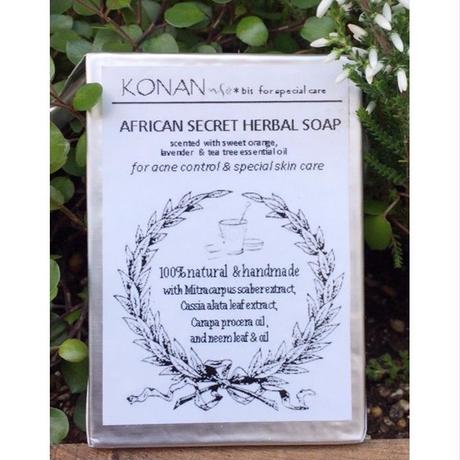 KONAN *bis for special care
AFRICAN SECRET HERBAL SOAP
scented with sweet orange,
lavender & tea tree essential oil
for acne control & special skin care
100% natural & handmade
with Mitracarpus scaber extract,
Cassia alata leaf extract,
Carapa procera oil,
and neem leaf & oil